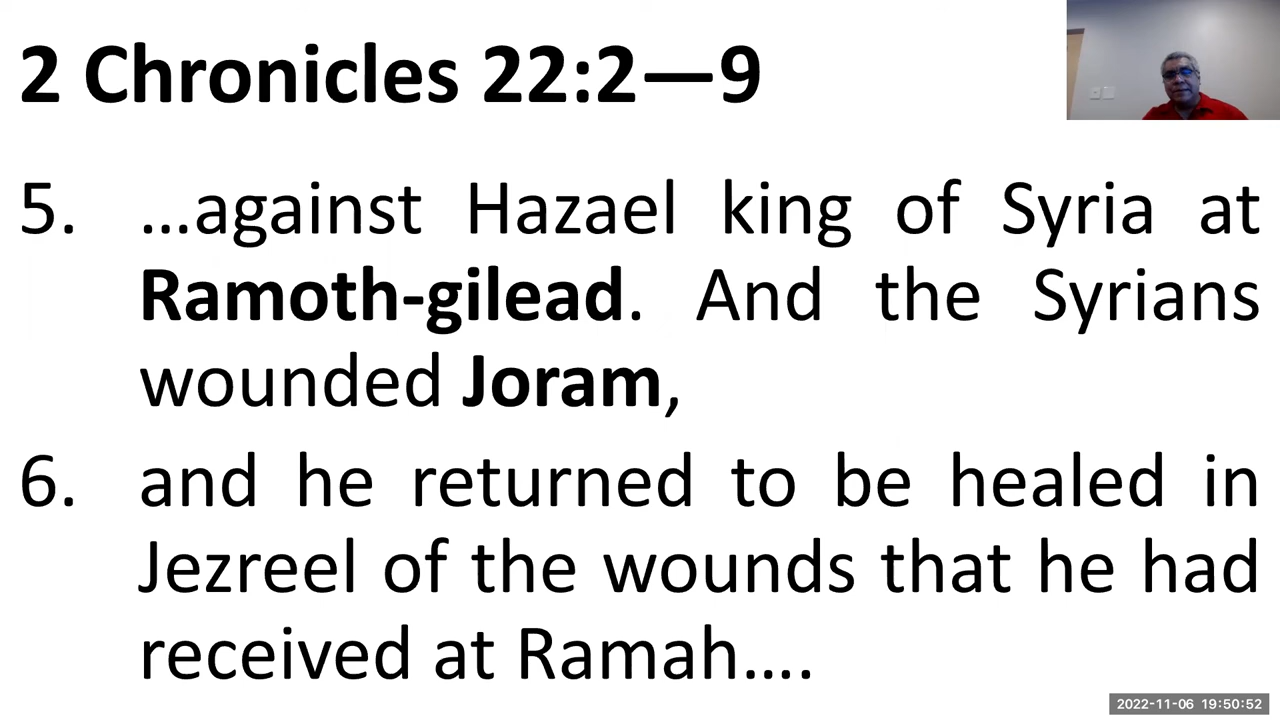 2 Chronicles 22:2—9
5. ...against Hazael king of Syria at
Ramoth-gilead. And the Syrians
wounded Joram,
6. and he returned to be healed in
Jezreel of the wounds that he had
received at Ramah....
2022-11-06 19:50:52